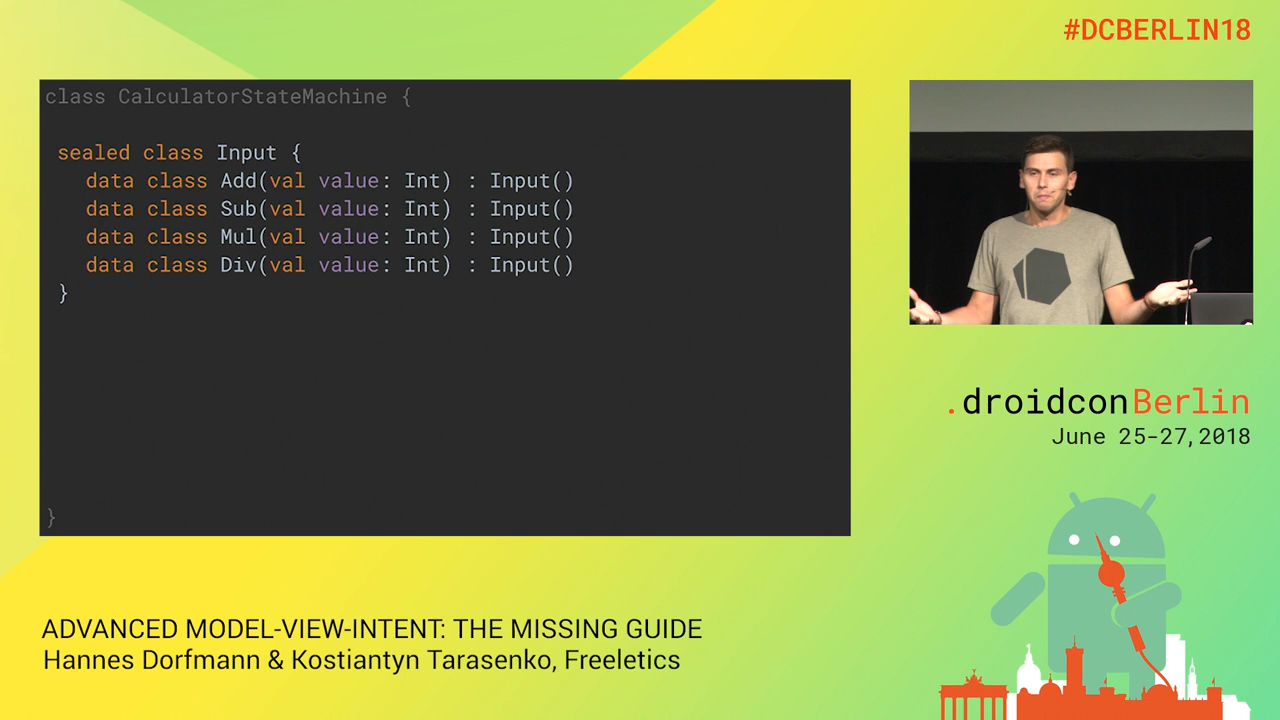 #DCBERLIN18
class CalculatorStateMachine {
sealed class Input {
data class Add(val value: Int) : Input()
data class Sub(val value: Int) : Input()
data class Mul(val value: Int) : Input()
data class Div(val value: Int) : Input()
}
}
.droidconBerlin
June 25-27,2018
ADVANCED MODEL-VIEW-INTENT: THE MISSING GUIDE
Hannes Dorfmann & Kostiantyn Tarasenko, Freeletics